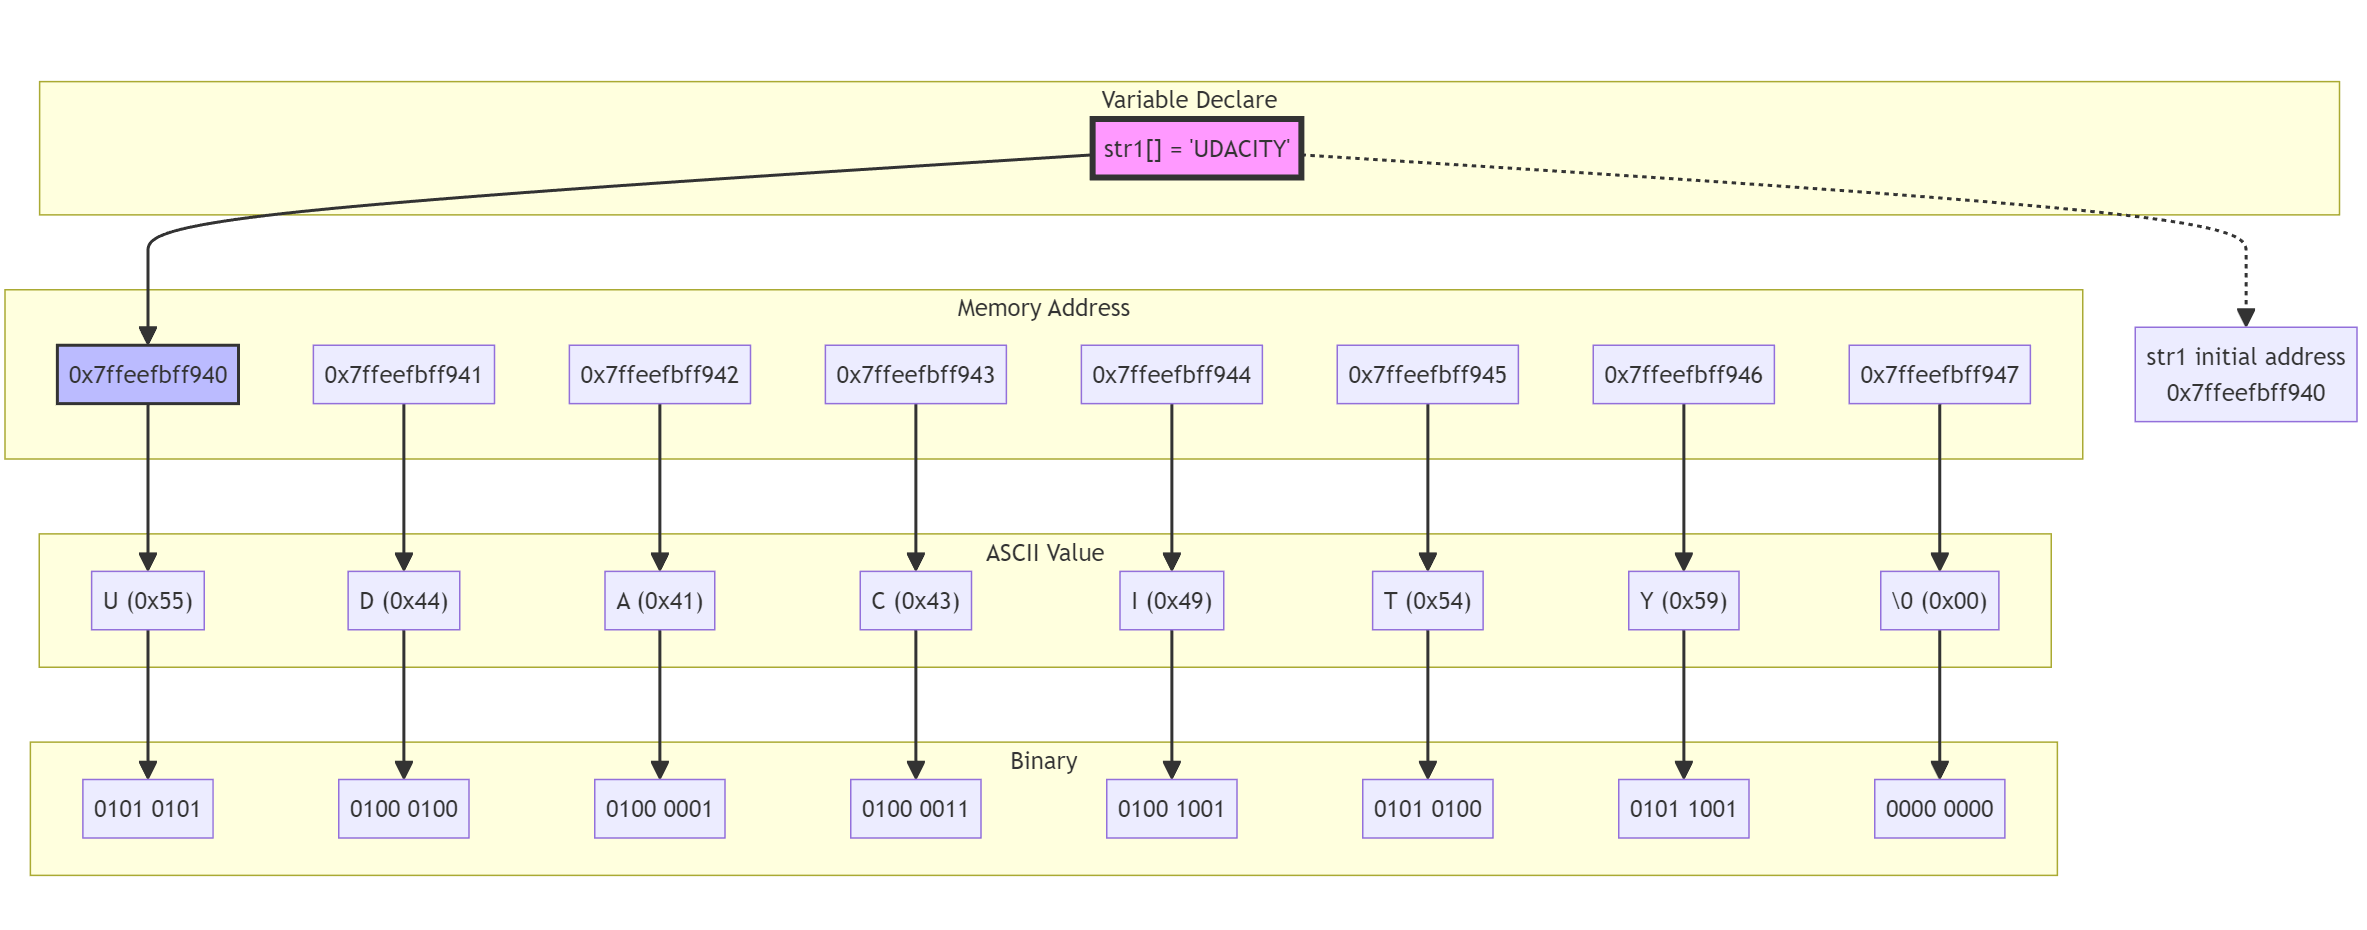 Variable Declare
str1[] = 'UDACITY'
Memory Address
0x7ffeefbff940
0x7ffeefbff941
0x7ffeefbff942
0x7ffeefbff943
0x7ffeefbff944
0x7ffeefbff945
0x7ffeefbff946
0x7ffeefbff947
str1 initial address
0x7ffeefbff940
ASCII Value
U (0x55)
D (0x44)
A (0x41)
C (0x43)
I (0x49)
T (0x54)
Y (0x59)
\0 (0x00)
Binary
0101 0101
0100 0100
0100 0001
0100 0011
0100 1001
0101 0100
0101 1001
0000 0000